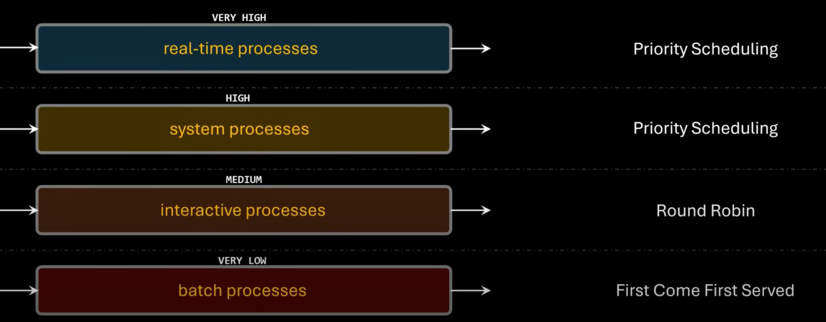 VERY HIGH
real-time processes
Priority Scheduling
HIGH
system processes
Priority Scheduling
MEDIUM
interactive processes
Round Robin
VERY LOW
batch processes
First Come First Served